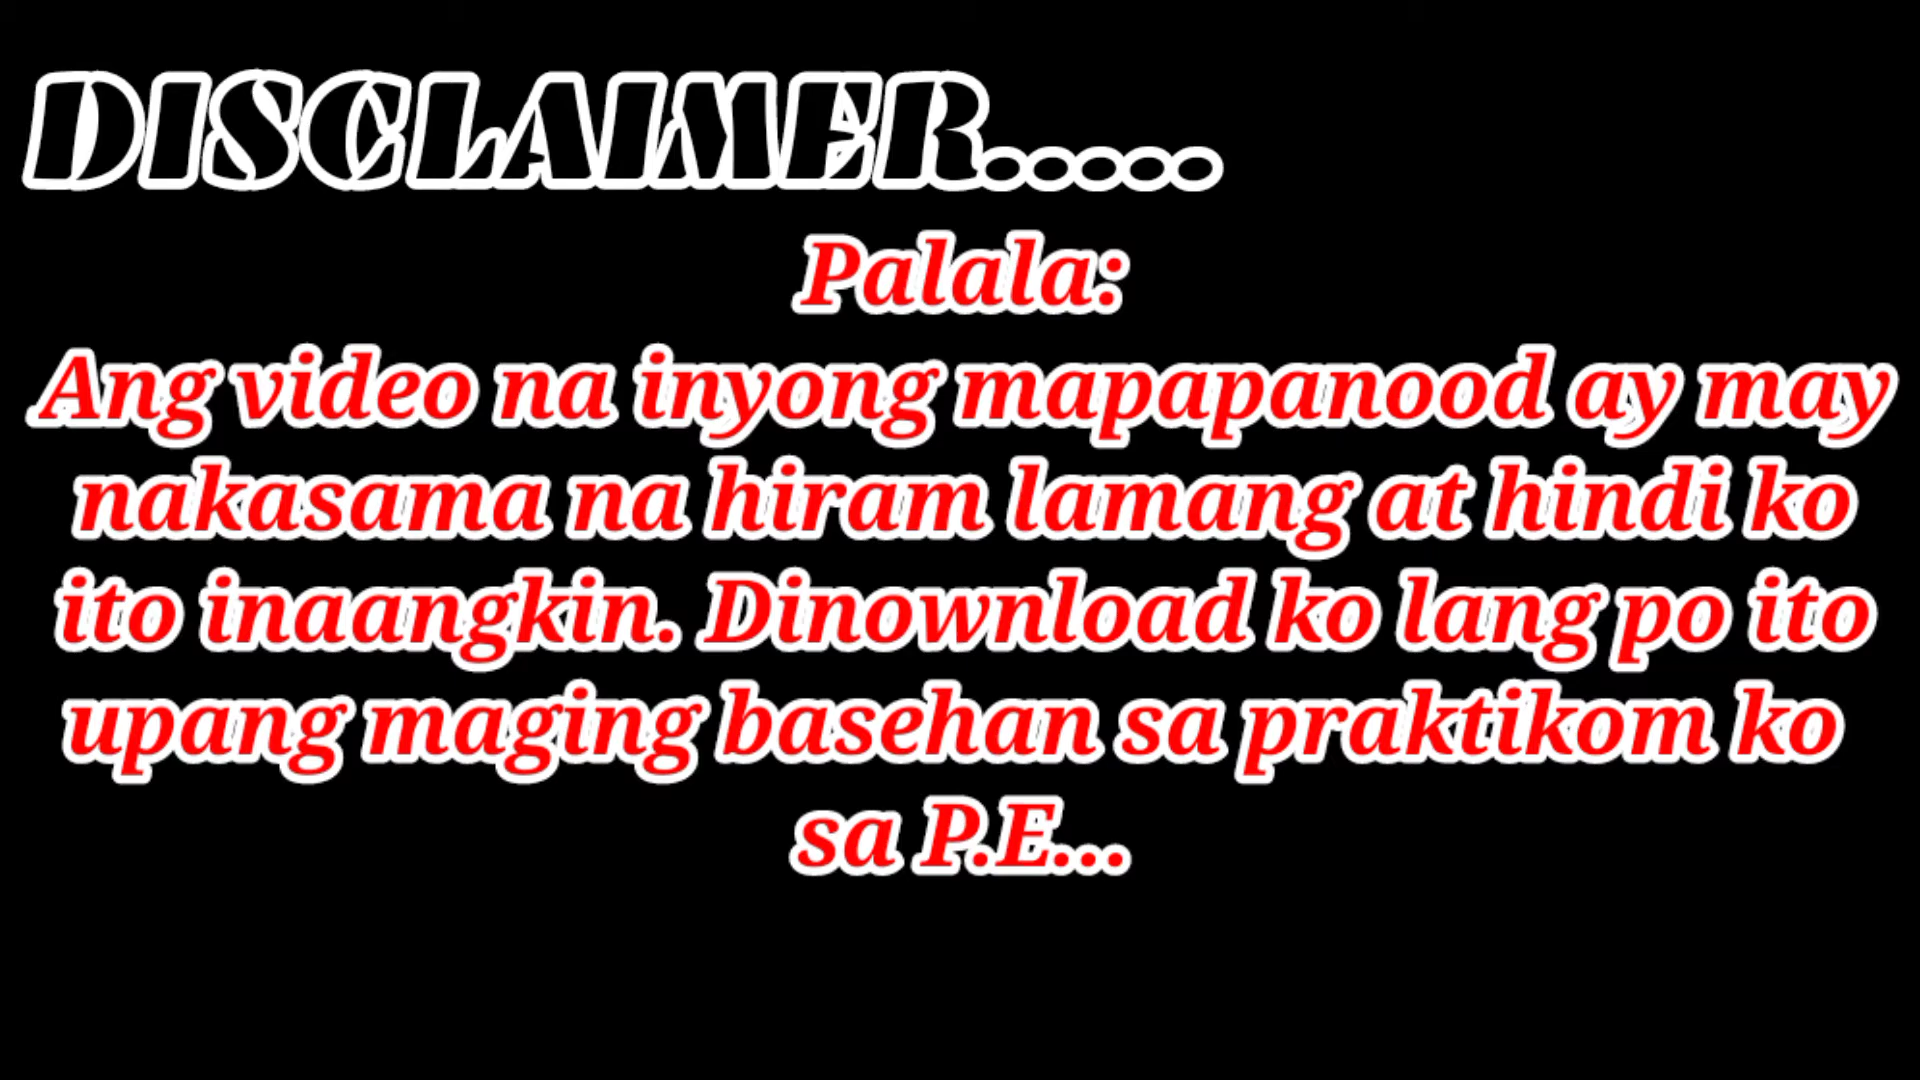 DISCLAIMER.....
Palala:
Ang video na inyong mapapanood ay may
nakasama na hiram lamang at hindi ko
ito inaangkin. Dinownload ko lang po ito
upang maging basehan sa praktikom ko
sa P.E...